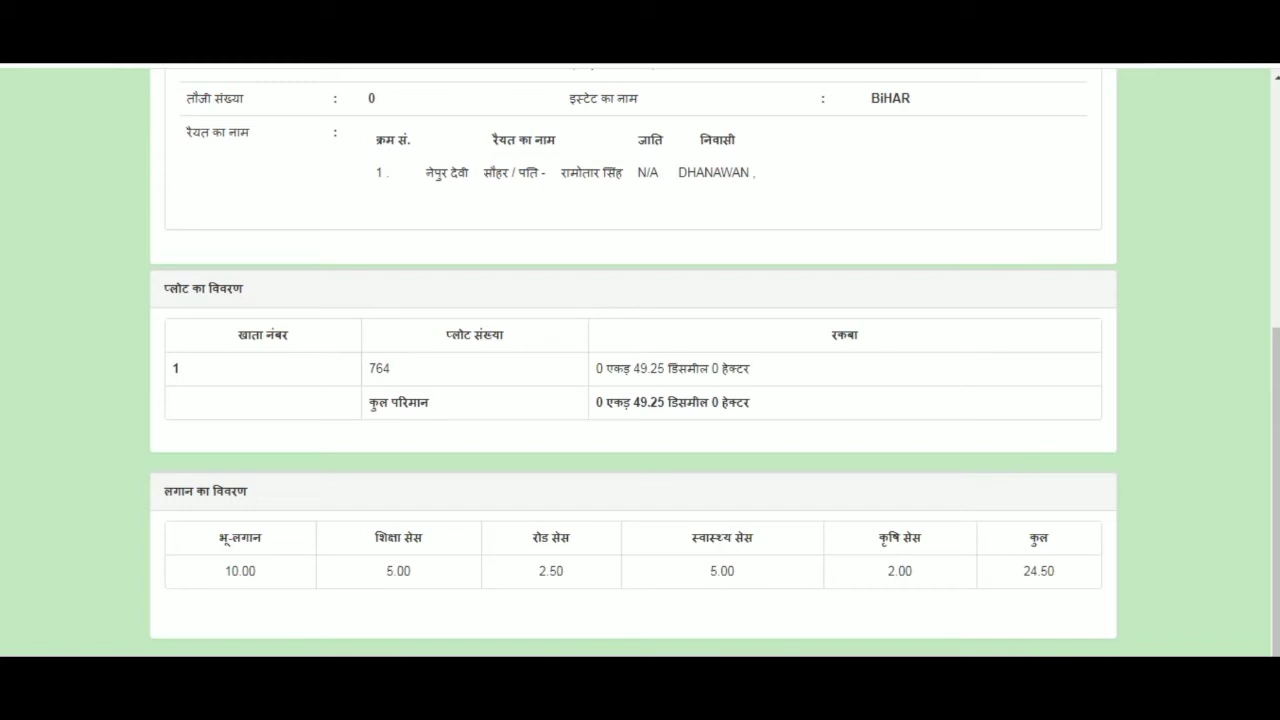 तौजी संख्या : 0 इस्टेट का नाम : BiHAR
रैयत का नाम :
क्रम सं. रैयत का नाम जाति निवासी
1 . नेपुर देवी सौहर / पति - रामोतार सिंह N/A DHANAWAN ,
प्लोट का विवरण
खाता नंबर प्लोट संख्या रकबा
1 764 0 एकड़ 49.25 डिसमील 0 हेक्टर
कुल परिमान 0 एकड़ 49.25 डिसमील 0 हेक्टर
लगान का विवरण
भू-लगान शिक्षा सेस रोड सेस स्वास्थ्य सेस कृषि सेस कुल
10.00 5.00 2.50 5.00 2.00 24.50